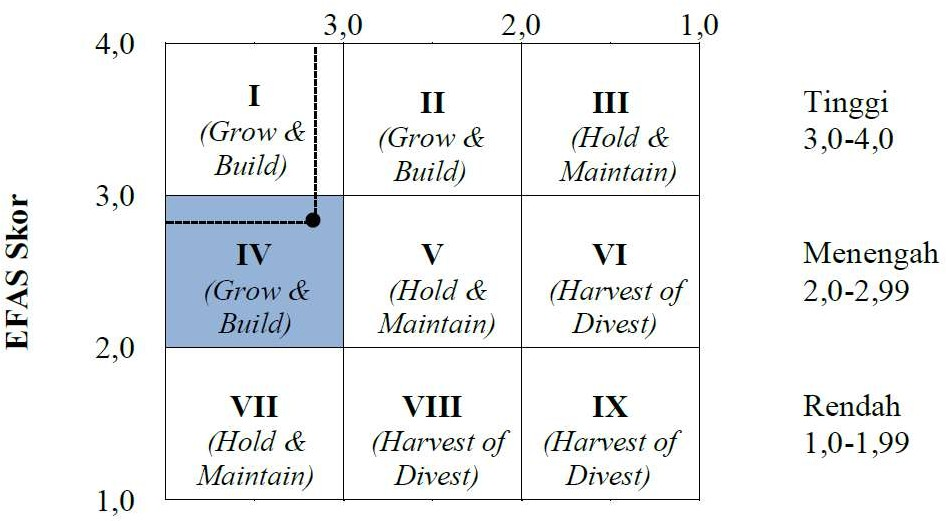 3,0 2,0 1,0
4,0
I
(Grow &
Build)
II
(Grow &
Build)
III
(Hold &
Maintain)
Tinggi
3,0-4,0
3,0
EFAS Skor
IV
(Grow &
Build)
V
(Hold &
Maintain)
VI
(Harvest of
Divest)
Menengah
2,0-2,99
2,0
VII
(Hold &
Maintain)
VIII
(Harvest of
Divest)
IX
(Harvest of
Divest)
Rendah
1,0-1,99
1,0